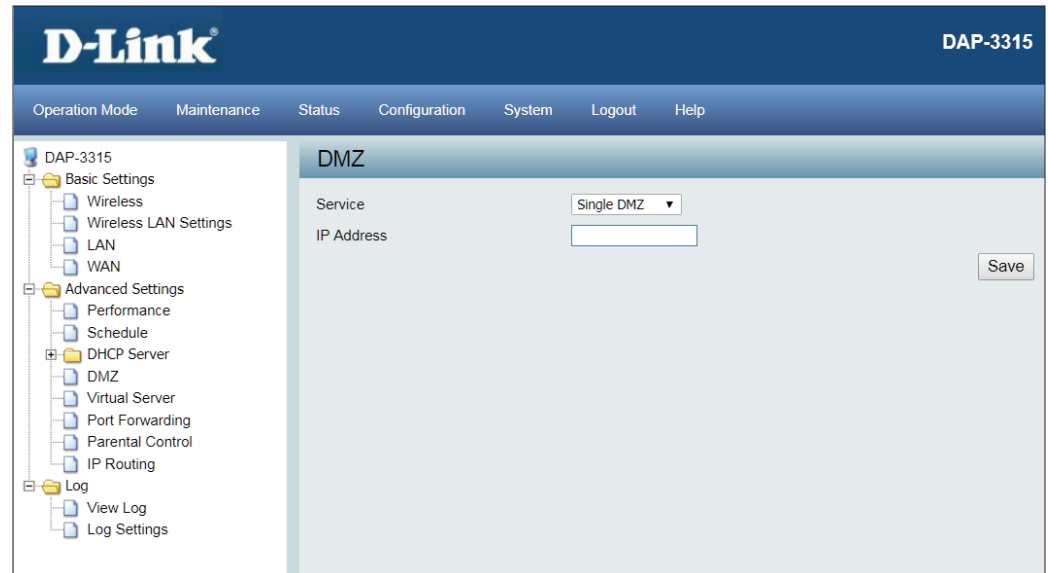 D-Link®
DAP-3315
Operation Mode Maintenance Status Configuration System Logout Help
DAP-3315
Basic Settings
Wireless
Wireless LAN Settings
LAN
WAN
Advanced Settings
Performance
Schedule
DHCP Server
DMZ
Virtual Server
Port Forwarding
Parental Control
IP Routing
Log
View Log
Log Settings
DMZ
Service Single DMZ
IP Address
Save